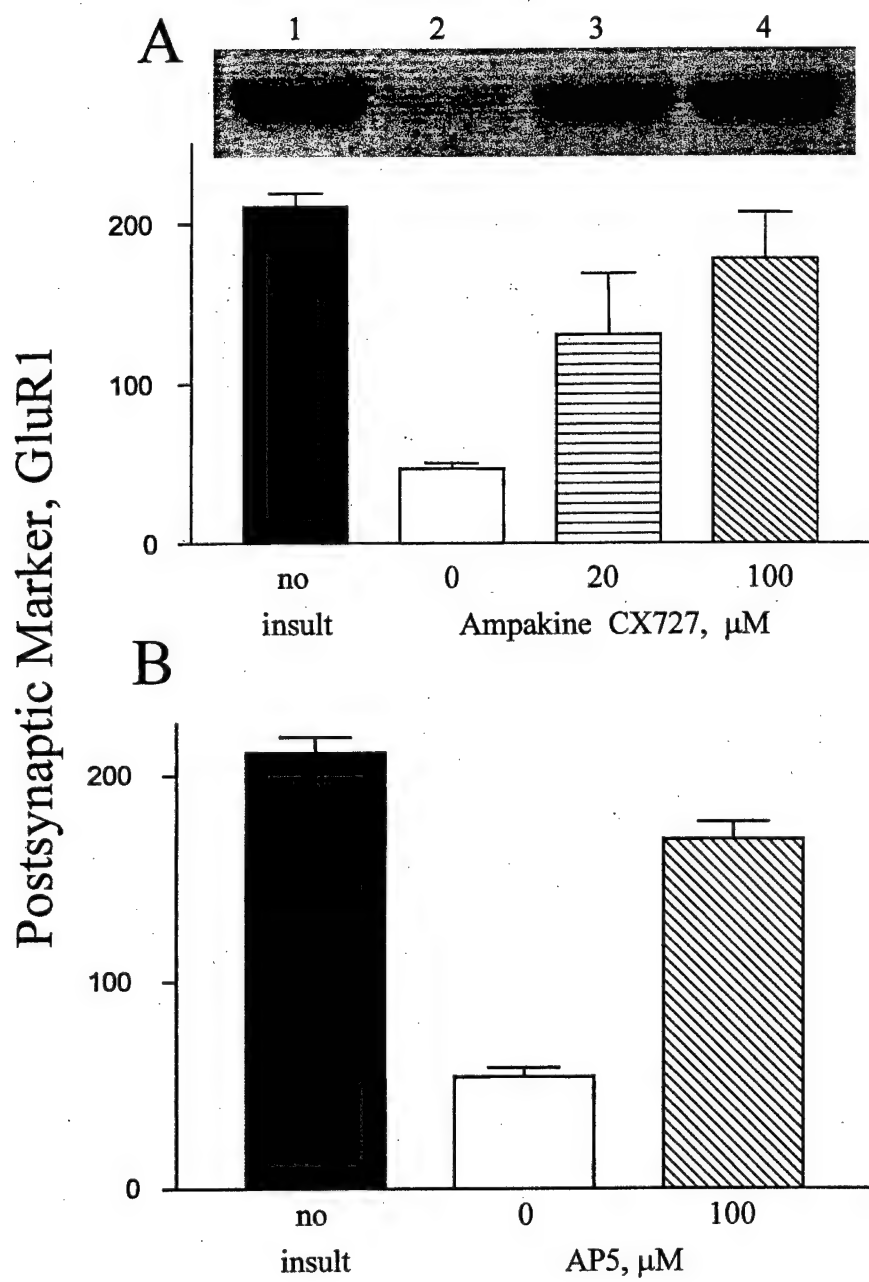 A
1 2 3 4
200
100
0
no 0 20 100
insult Ampakine CX727, μM
Postsynaptic Marker, GluR1
B
200
100
0
no 0 100
insult AP5, μM